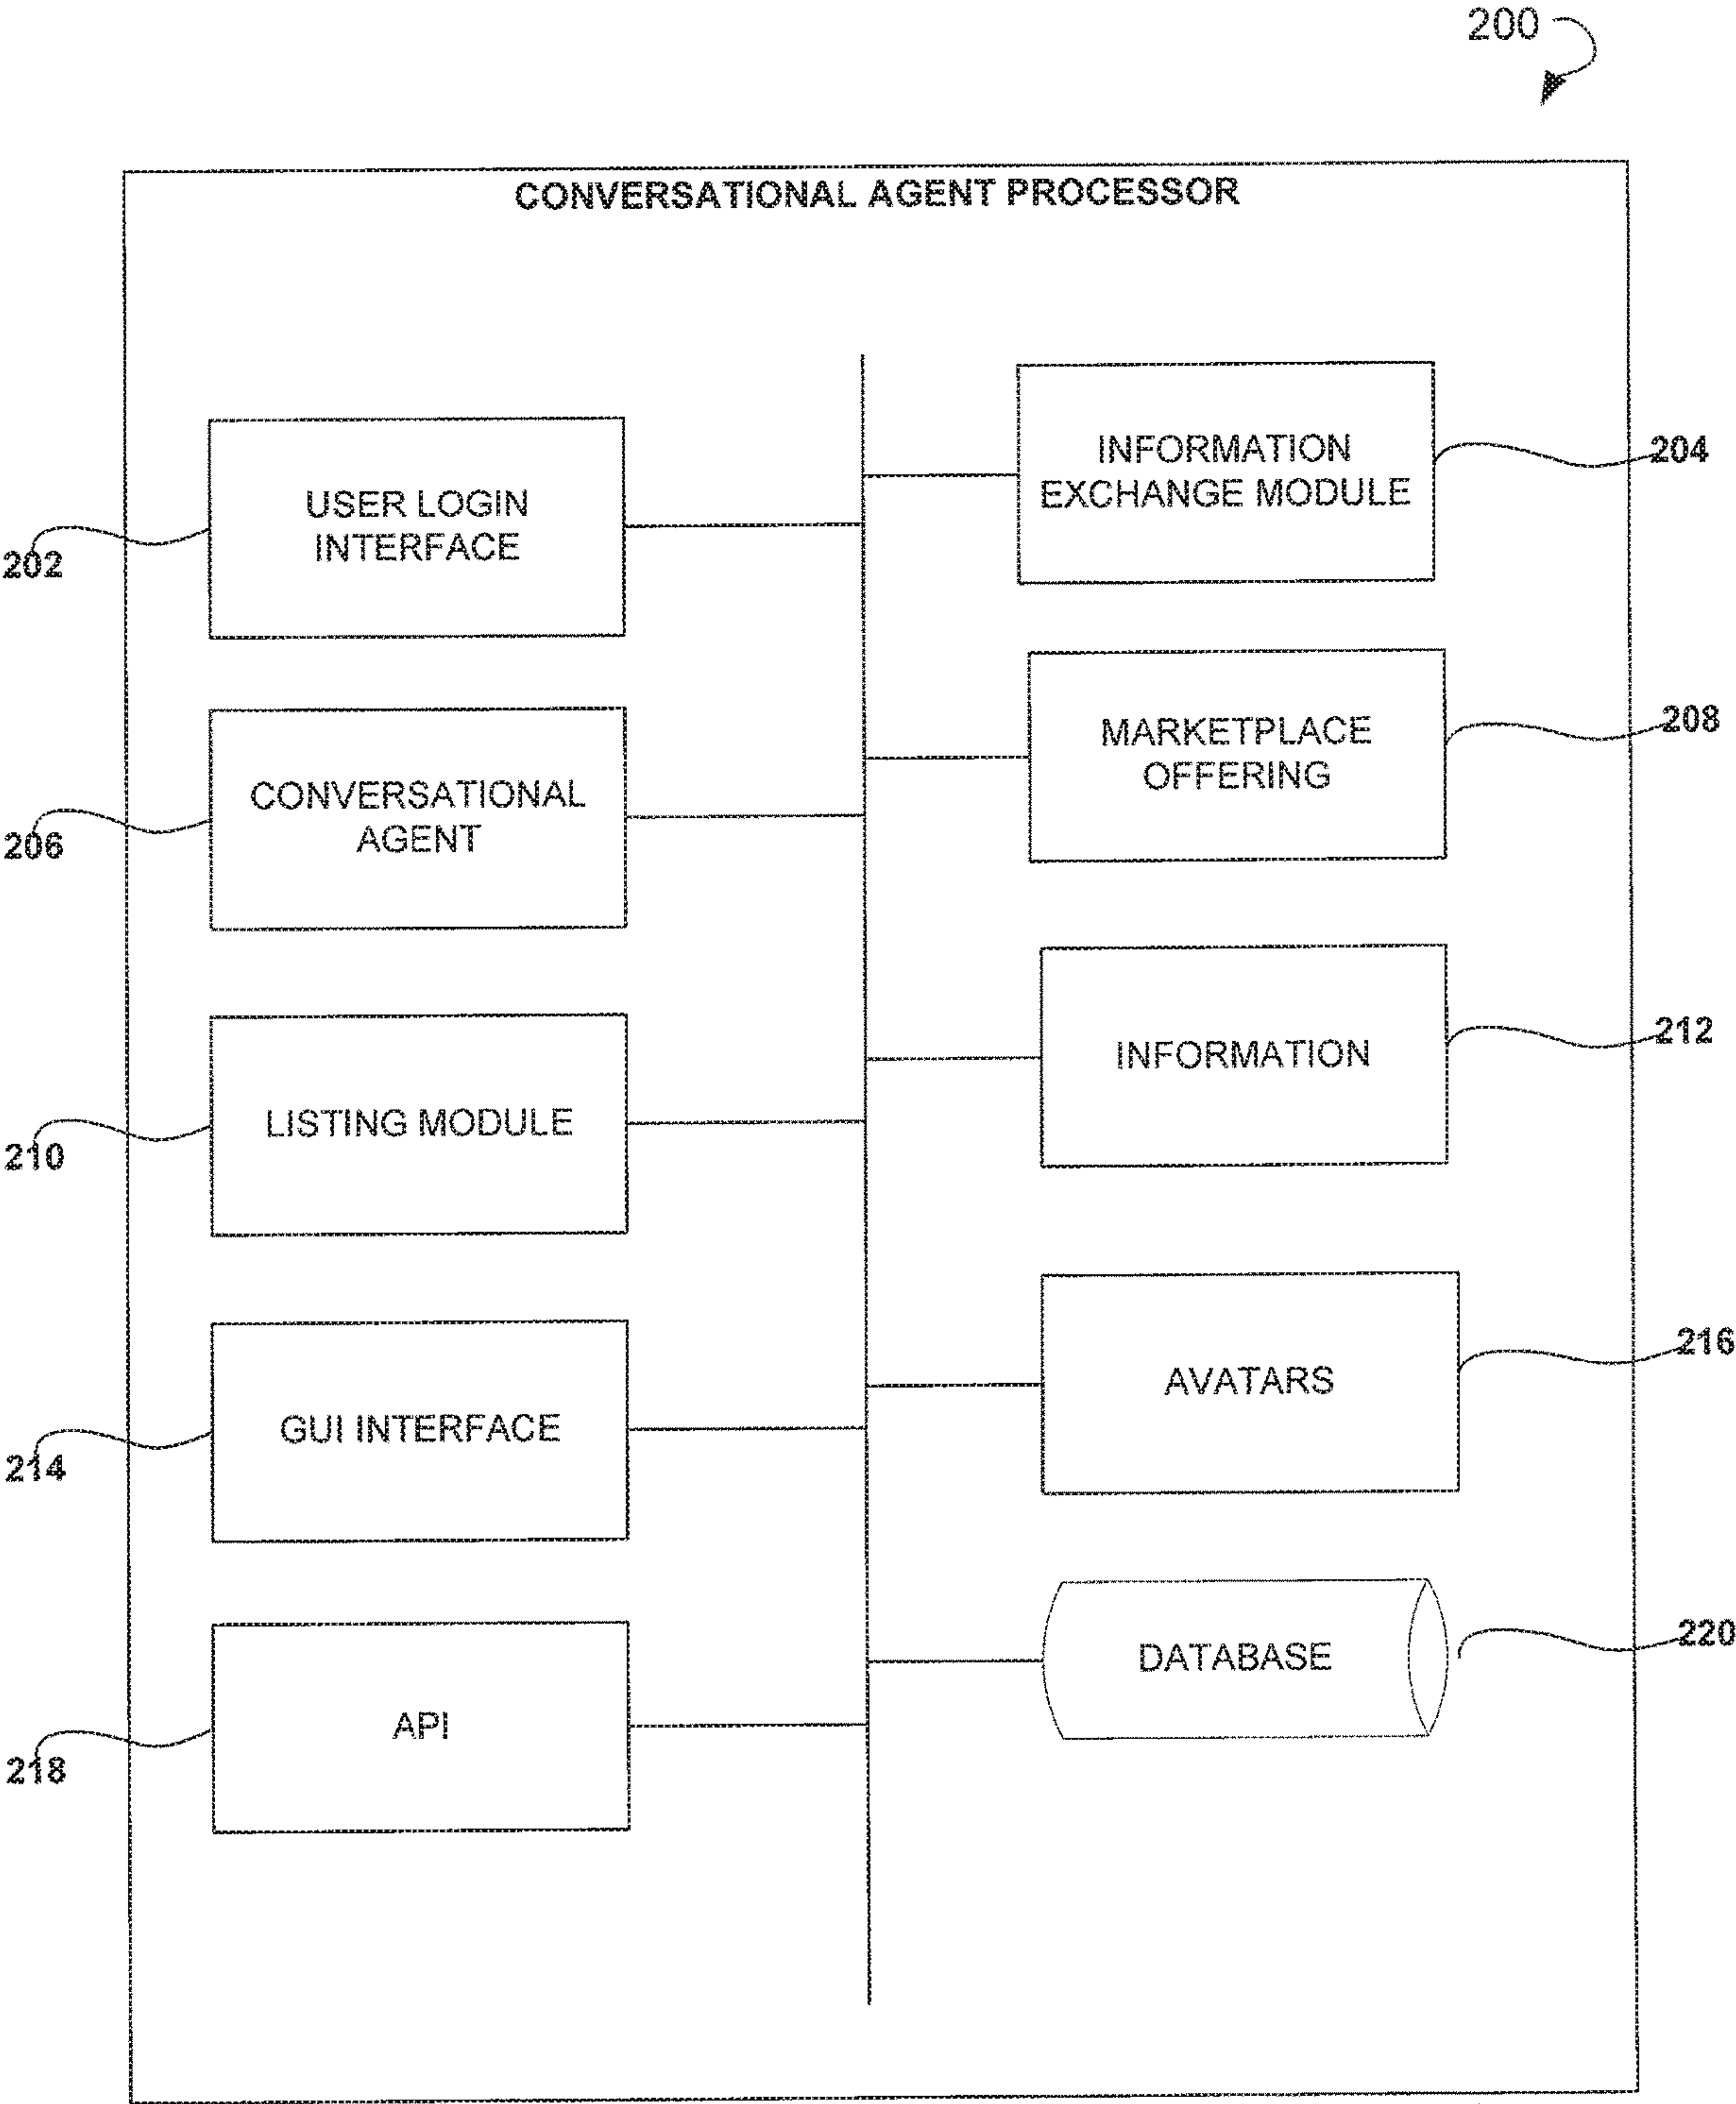 200
CONVERSATIONAL AGENT PROCESSOR
INFORMATION
EXCHANGE MODULE
204
USER LOGIN
INTERFACE
202
MARKETPLACE
OFFERING
208
CONVERSATIONAL
AGENT
206
INFORMATION
212
LISTING MODULE
210
AVATARS
216
GUI INTERFACE
214
DATABASE
220
API
218